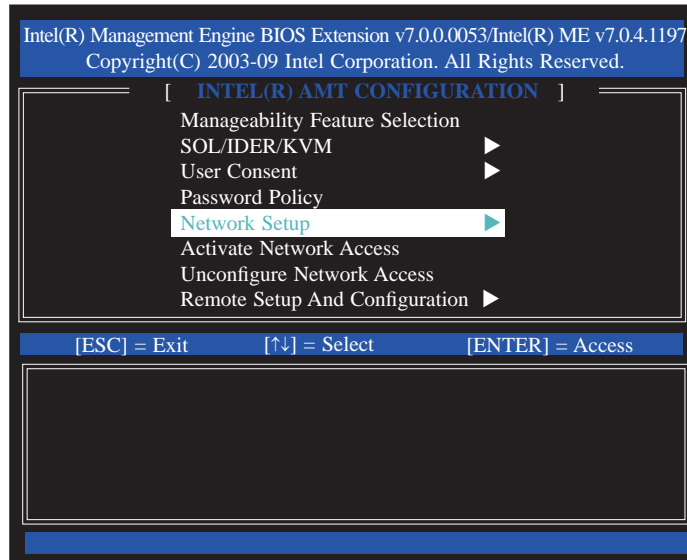 Intel(R) Management Engine BIOS Extension v7.0.0.0053/Intel(R) ME v7.0.4.1197
Copyright(C) 2003-09 Intel Corporation. All Rights Reserved.
[ INTEL(R) AMT CONFIGURATION ]
Manageability Feature Selection
SOL/IDER/KVM ▶
User Consent ▶
Password Policy
Network Setup ▶
Activate Network Access
Unconfigure Network Access
Remote Setup And Configuration ▶
[ESC] = Exit [↑↓] = Select [ENTER] = Access